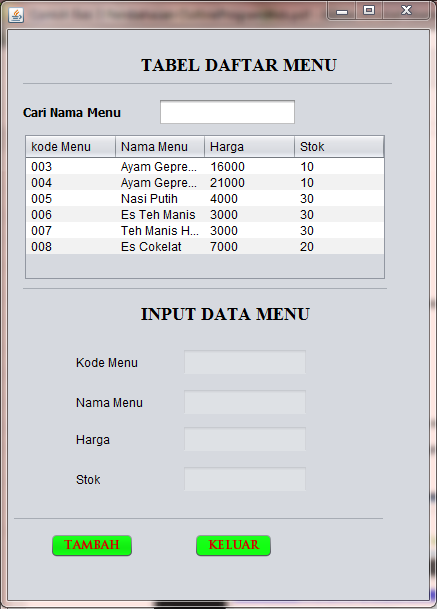 TABEL DAFTAR MENU
Cari Nama Menu
kode Menu Nama Menu Harga Stok
003 Ayam Gepre... 16000 10
004 Ayam Gepre... 21000 10
005 Nasi Putih 4000 30
006 Es Teh Manis 3000 30
007 Teh Manis H... 3000 30
008 Es Cokelat 7000 20
INPUT DATA MENU
Kode Menu
Nama Menu
Harga
Stok
TAMBAH KELUAR